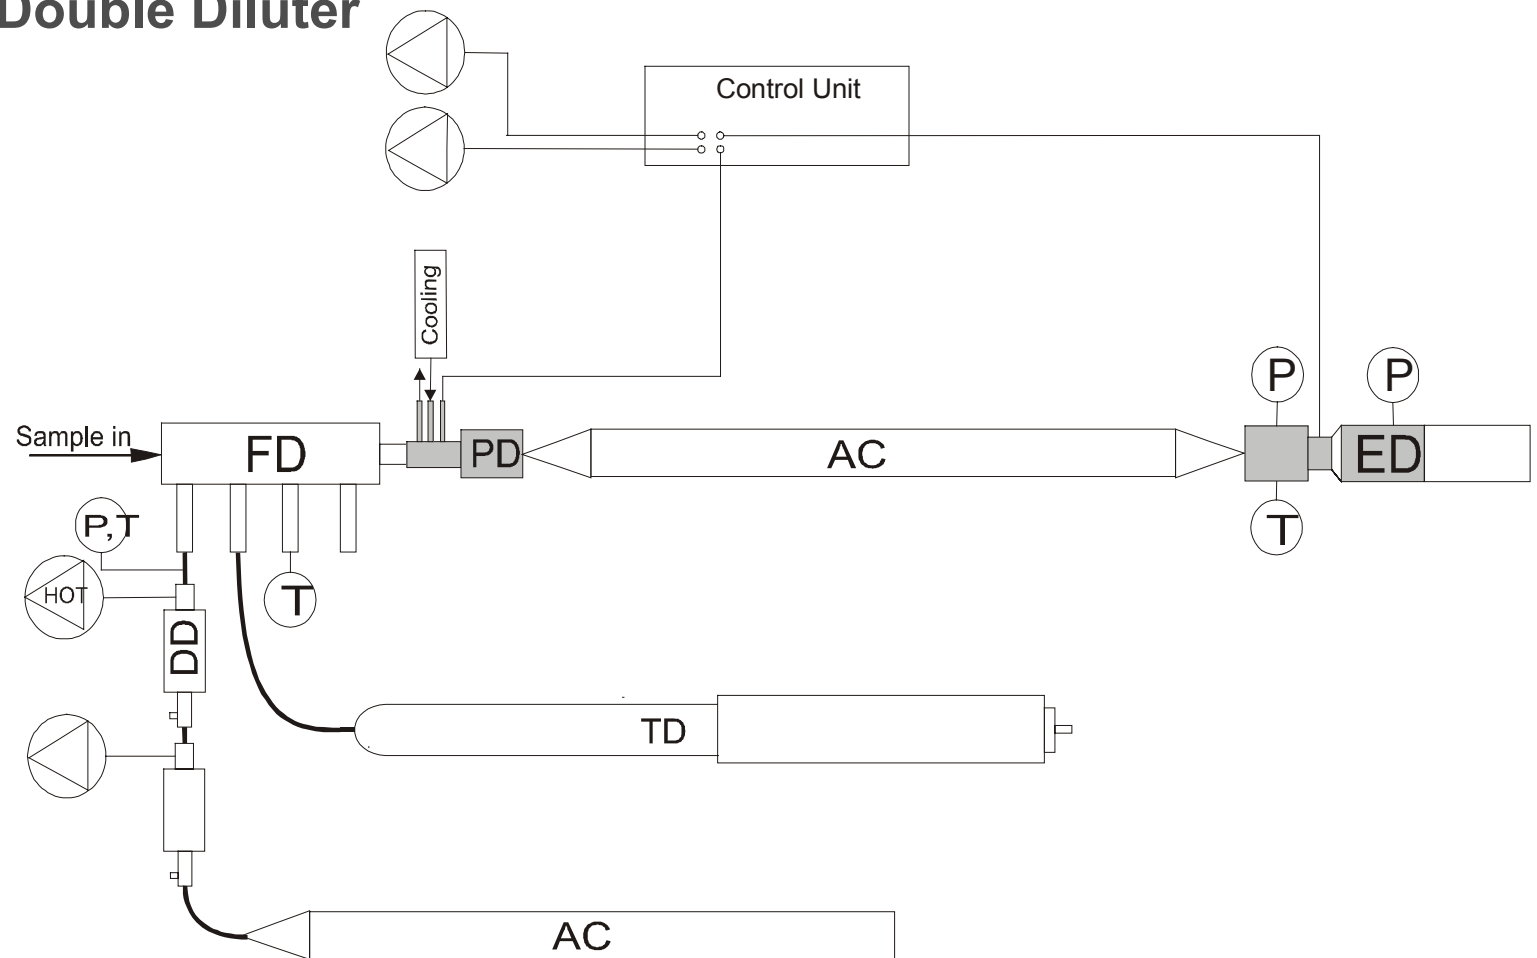 Double Diluter
Control Unit
Cooling
P
P
Sample in
FD
PD
AC
ED
P,T
T
HOT
T
DD
TD
AC